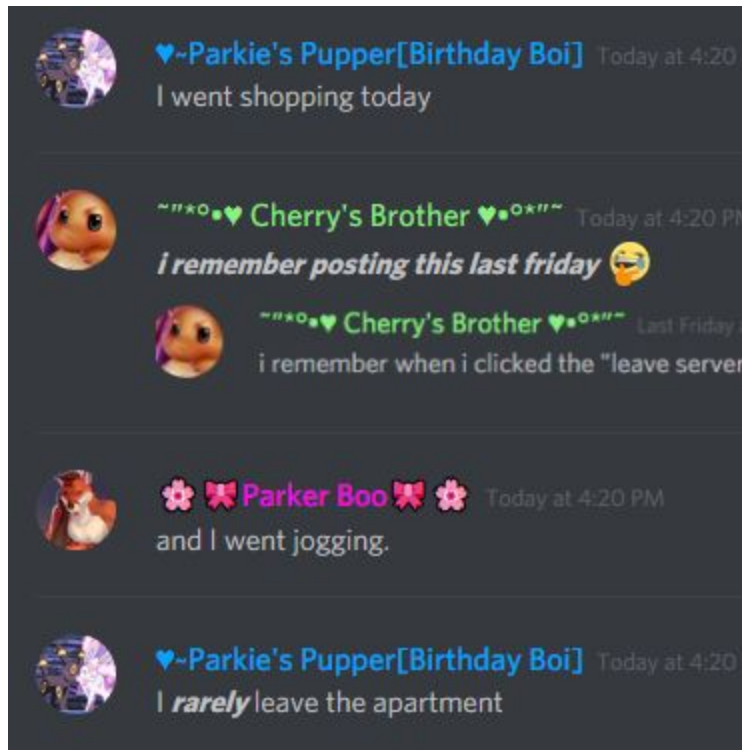 ♥~Parkie's Pupper[Birthday Boi] Today at 4:20
I went shopping today
~"*°•♥ Cherry's Brother ♥•°*"~ Today at 4:20 PM
i remember posting this last friday
~"*°•♥ Cherry's Brother ♥•°*"~ Last Friday
i remember when i clicked the "leave server
🌸 🎀 Parker Boo 🎀 🌸 Today at 4:20 PM
and I went jogging.
♥~Parkie's Pupper[Birthday Boi] Today at 4:20
I rarely leave the apartment